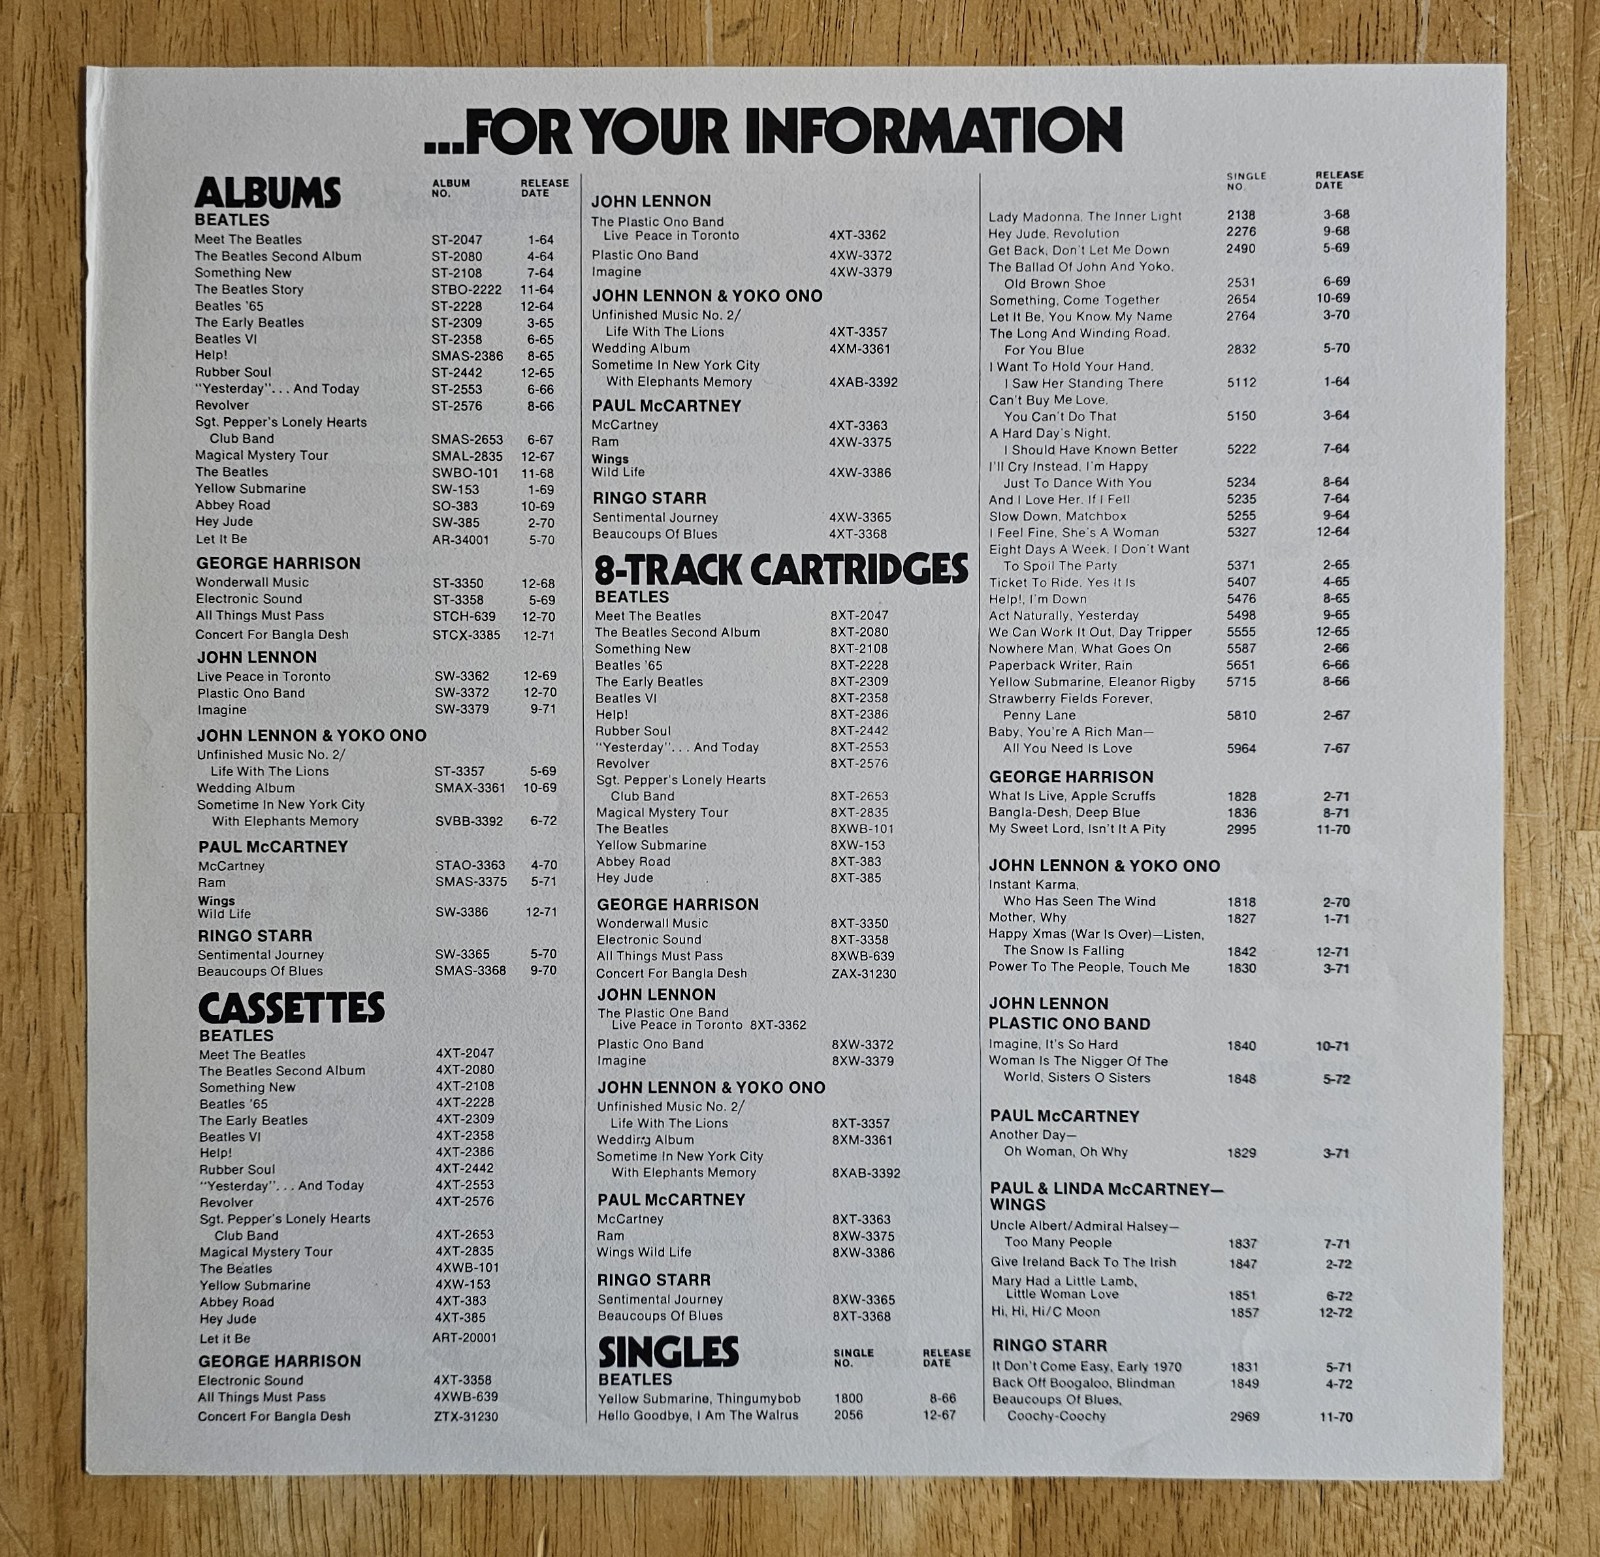 ...FOR YOUR INFORMATION
ALBUMS ALBUM NO. RELEASE DATE
BEATLES
Meet The Beatles ST-2047 1-64
The Beatles Second Album ST-2080 4-64
Something New ST-2108 7-64
The Beatles Story STBO-2222 11-64
Beatles '65 ST-2228 12-64
The Early Beatles ST-2309 3-65
Beatles VI ST-2358 6-65
Help! SMAS-2386 8-65
Rubber Soul ST-2442 12-65
"Yesterday"... And Today ST-2553 6-66
Revolver ST-2576 8-66
Sgt. Pepper's Lonely Hearts
Club Band SMAS-2653 6-67
Magical Mystery Tour SMAL-2835 12-67
The Beatles SWBO-101 11-68
Yellow Submarine SW-153 1-69
Abbey Road SO-383 10-69
Hey Jude SW-385 2-70
Let It Be AR-34001 5-70
GEORGE HARRISON
Wonderwall Music ST-3350 12-68
Electronic Sound ST-3358 5-69
All Things Must Pass STCH-639 12-70
Concert For Bangla Desh STCX-3385 12-71
JOHN LENNON
Live Peace in Toronto SW-3362 12-69
Plastic Ono Band SW-3372 12-70
Imagine SW-3379 9-71
JOHN LENNON & YOKO ONO
Unfinished Music No. 2/
Life With The Lions ST-3357 5-69
Wedding Album SMAX-3361 10-69
Sometime In New York City
With Elephants Memory SVBB-3392 6-72
PAUL McCARTNEY
McCartney STAO-3363 4-70
Ram SMAS-3375 5-71
Wings
Wild Life SW-3386 12-71
RINGO STARR
Sentimental Journey SW-3365 5-70
Beaucoups Of Blues SMAS-3368 9-70
CASSETTES
BEATLES
Meet The Beatles 4XT-2047
The Beatles Second Album 4XT-2080
Something New 4XT-2108
Beatles '65 4XT-2228
The Early Beatles 4XT-2309
Beatles VI 4XT-2358
Help! 4XT-2386
Rubber Soul 4XT-2442
"Yesterday"... And Today 4XT-2553
Revolver 4XT-2576
Sgt. Pepper's Lonely Hearts
Club Band 4XT-2653
Magical Mystery Tour 4XT-2835
The Beatles 4XWB-101
Yellow Submarine 4XW-153
Abbey Road 4XT-383
Hey Jude 4XT-385
Let it Be ART-20001
GEORGE HARRISON
Electronic Sound 4XT-3358
All Things Must Pass 4XWB-639
Concert For Bangla Desh ZTX-31230
JOHN LENNON
The Plastic Ono Band
Live Peace in Toronto 4XT-3362
Plastic Ono Band 4XW-3372
Imagine 4XW-3379
JOHN LENNON & YOKO ONO
Unfinished Music No. 2/
Life With The Lions 4XT-3357
Wedding Album 4XM-3361
Sometime In New York City
With Elephants Memory 4XAB-3392
PAUL McCARTNEY
McCartney 4XT-3363
Ram 4XW-3375
Wings
Wild Life 4XW-3386
RINGO STARR
Sentimental Journey 4XW-3365
Beaucoups Of Blues 4XT-3368
8-TRACK CARTRIDGES
BEATLES
Meet The Beatles 8XT-2047
The Beatles Second Album 8XT-2080
Something New 8XT-2108
Beatles '65 8XT-2228
The Early Beatles 8XT-2309
Beatles VI 8XT-2358
Help! 8XT-2386
Rubber Soul 8XT-2442
"Yesterday"... And Today 8XT-2553
Revolver 8XT-2576
Sgt. Pepper's Lonely Hearts
Club Band 8XT-2653
Magical Mystery Tour 8XT-2835
The Beatles 8XWB-101
Yellow Submarine 8XW-153
Abbey Road 8XT-383
Hey Jude 8XT-385
GEORGE HARRISON
Wonderwall Music 8XT-3350
Electronic Sound 8XT-3358
All Things Must Pass 8XWB-639
Concert For Bangla Desh ZAX-31230
JOHN LENNON
The Plastic One Band
Live Peace in Toronto 8XT-3362
Plastic Ono Band 8XW-3372
Imagine 8XW-3379
JOHN LENNON & YOKO ONO
Unfinished Music No. 2/
Life With The Lions 8XT-3357
Wedding Album 8XM-3361
Sometime In New York City
With Elephants Memory 8XAB-3392
PAUL McCARTNEY
McCartney 8XT-3363
Ram 8XW-3375
Wings Wild Life 8XW-3386
RINGO STARR
Sentimental Journey 8XW-3365
Beaucoups Of Blues 8XT-3368
SINGLES SINGLE NO. RELEASE DATE
BEATLES
Yellow Submarine, Thingumybob 1800 8-66
Hello Goodbye, I Am The Walrus 2056 12-67
SINGLE NO. RELEASE DATE
Lady Madonna, The Inner Light 2138 3-68
Hey Jude, Revolution 2276 9-68
Get Back, Don't Let Me Down 2490 5-69
The Ballad Of John And Yoko,
Old Brown Shoe 2531 6-69
Something, Come Together 2654 10-69
Let It Be, You Know My Name 2764 3-70
The Long And Winding Road,
For You Blue 2832 5-70
I Want To Hold Your Hand,
I Saw Her Standing There 5112 1-64
Can't Buy Me Love,
You Can't Do That 5150 3-64
A Hard Day's Night,
I Should Have Known Better 5222 7-64
I'll Cry Instead, I'm Happy
Just To Dance With You 5234 8-64
And I Love Her, If I Fell 5235 7-64
Slow Down, Matchbox 5255 9-64
I Feel Fine, She's A Woman 5327 12-64
Eight Days A Week, I Don't Want
To Spoil The Party 5371 2-65
Ticket To Ride, Yes It Is 5407 4-65
Help!, I'm Down 5476 8-65
Act Naturally, Yesterday 5498 9-65
We Can Work It Out, Day Tripper 5555 12-65
Nowhere Man, What Goes On 5587 2-66
Paperback Writer, Rain 5651 6-66
Yellow Submarine, Eleanor Rigby 5715 8-66
Strawberry Fields Forever,
Penny Lane 5810 2-67
Baby, You're A Rich Man—
All You Need Is Love 5964 7-67
GEORGE HARRISON
What Is Live, Apple Scruffs 1828 2-71
Bangla-Desh, Deep Blue 1836 8-71
My Sweet Lord, Isn't It A Pity 2995 11-70
JOHN LENNON & YOKO ONO
Instant Karma,
Who Has Seen The Wind 1818 2-70
Mother, Why 1827 1-71
Happy Xmas (War Is Over)—Listen,
The Snow Is Falling 1842 12-71
Power To The People, Touch Me 1830 3-71
JOHN LENNON
PLASTIC ONO BAND
Imagine, It's So Hard 1840 10-71
Woman Is The Nigger Of The
World, Sisters O Sisters 1848 5-72
PAUL McCARTNEY
Another Day—
Oh Woman, Oh Why 1829 3-71
PAUL & LINDA McCARTNEY—
WINGS
Uncle Albert/Admiral Halsey—
Too Many People 1837 7-71
Give Ireland Back To The Irish 1847 2-72
Mary Had a Little Lamb,
Little Woman Love 1851 6-72
Hi, Hi, Hi/C Moon 1857 12-72
RINGO STARR
It Don't Come Easy, Early 1970 1831 5-71
Back Off Boogaloo, Blindman 1849 4-72
Beaucoups Of Blues,
Coochy-Coochy 2969 11-70